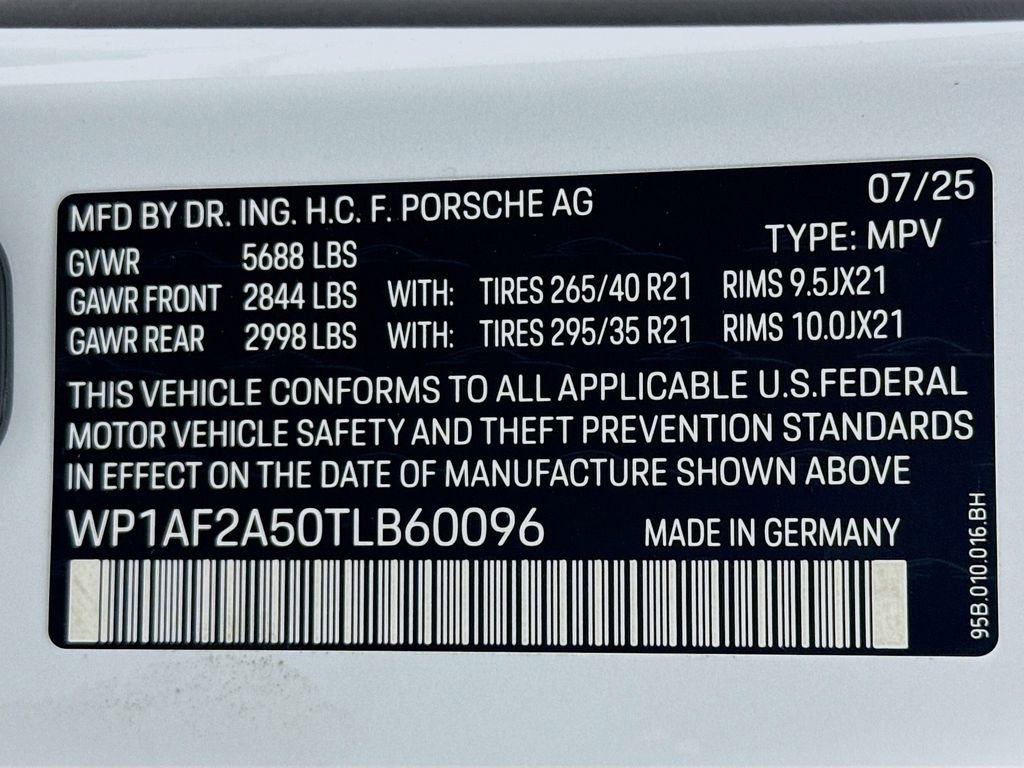 07/25
MFD BY DR. ING. H.C. F. PORSCHE AG
TYPE: MPV
GVWR 5688 LBS
GAWR FRONT 2844 LBS WITH: TIRES 265/40 R21 RIMS 9.5JX21
GAWR REAR 2998 LBS WITH: TIRES 295/35 R21 RIMS 10.0JX21
THIS VEHICLE CONFORMS TO ALL APPLICABLE U.S.FEDERAL
MOTOR VEHICLE SAFETY AND THEFT PREVENTION STANDARDS
IN EFFECT ON THE DATE OF MANUFACTURE SHOWN ABOVE
WP1AF2A50TLB60096 MADE IN GERMANY
95B.010.016.BH